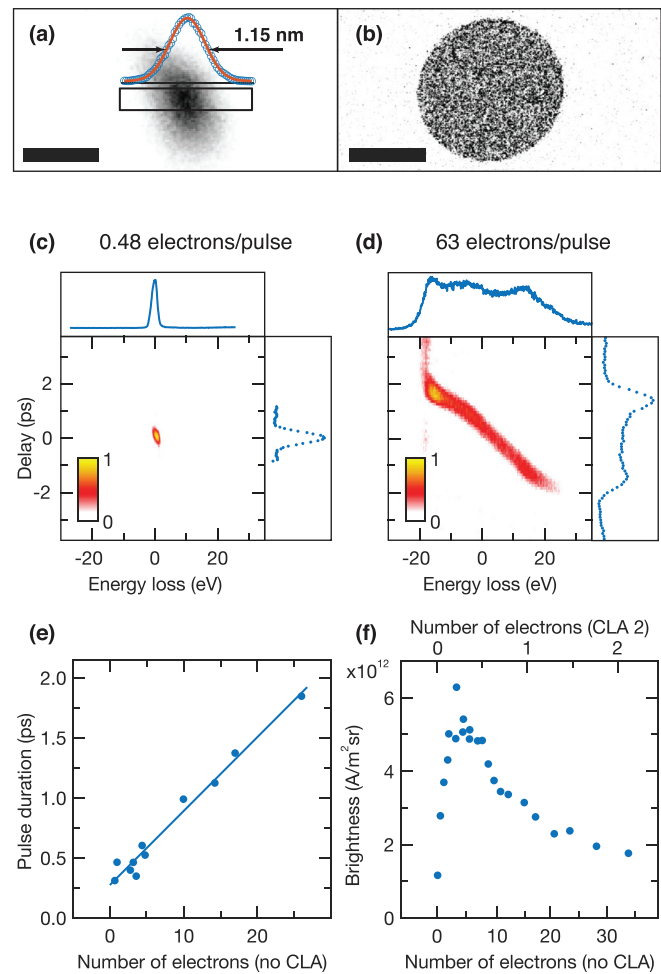 (a)
1.15 nm
(b)
(c)
0.48 electrons/pulse
(d)
63 electrons/pulse
Delay (ps)
2
0
-2
1
0
1
0
-20
0
20
-20
0
20
Energy loss (eV)
Energy loss (eV)
(e)
(f)
Number of electrons (CLA 2)
0
1
2
x10¹²
Pulse duration (ps)
2.0
1.5
1.0
0.5
0.0
Brightness (A/m²sr)
6
4
2
0
0
10
20
30
0
10
20
30
Number of electrons (no CLA)
Number of electrons (no CLA)